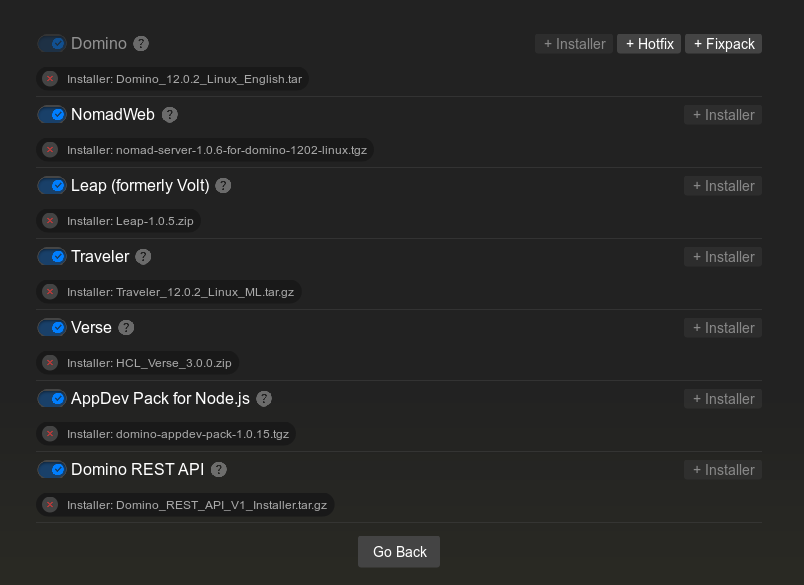 Domino ? + Installer + Hotfix + Fixpack
Installer: Domino_12.0.2_Linux_English.tar
NomadWeb ? + Installer
Installer: nomad-server-1.0.6-for-domino-1202-linux.tgz
Leap (formerly Volt) ? + Installer
Installer: Leap-1.0.5.zip
Traveler ? + Installer
Installer: Traveler_12.0.2_Linux_ML.tar.gz
Verse ? + Installer
Installer: HCL_Verse_3.0.0.zip
AppDev Pack for Node.js ? + Installer
Installer: domino-appdev-pack-1.0.15.tgz
Domino REST API ? + Installer
Installer: Domino_REST_API_V1_Installer.tar.gz
Go Back